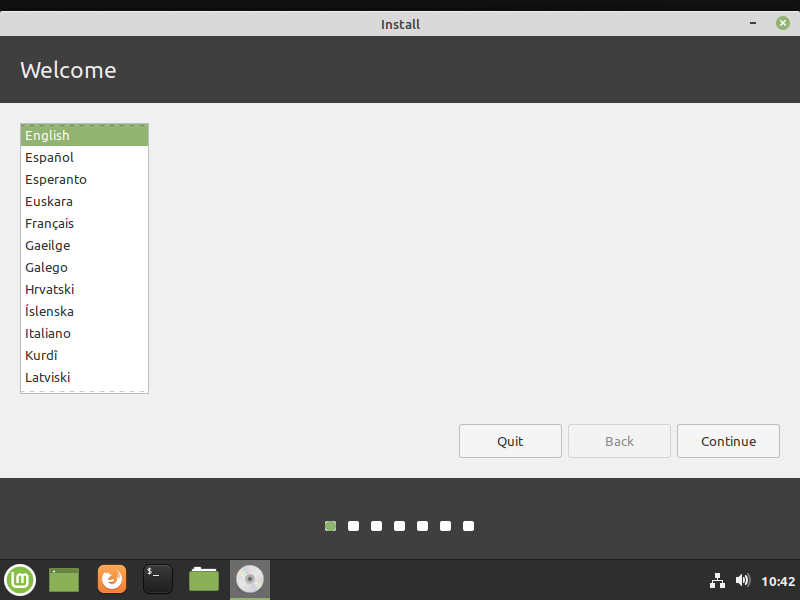 Install
Welcome
English
Español
Esperanto
Euskara
Français
Gaeilge
Galego
Hrvatski
Íslenska
Italiano
Kurdî
Latviski
Quit
Back
Continue
$_
10:42